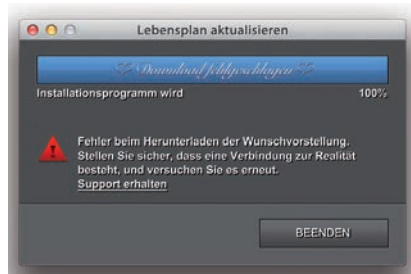 Lebensplan aktualisieren
Download fehlgeschlagen
Installationsprogramm wird 100%
Fehler beim Herunterladen der Wunschvorstellung.
Stellen Sie sicher, dass eine Verbindung zur Realität
besteht, und versuchen Sie es erneut.
Support erhalten
BEENDEN